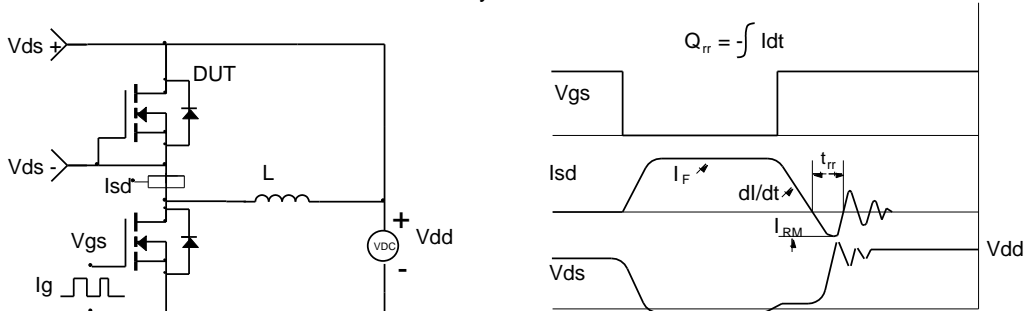 Vds +
DUT
Vds -
Isd
L
Vgs
+
VDC
Vdd
-
Ig
Qrr = -∫ Idt
Vgs
Isd
IF
dI/dt
trr
IRM
Vdd
Vds